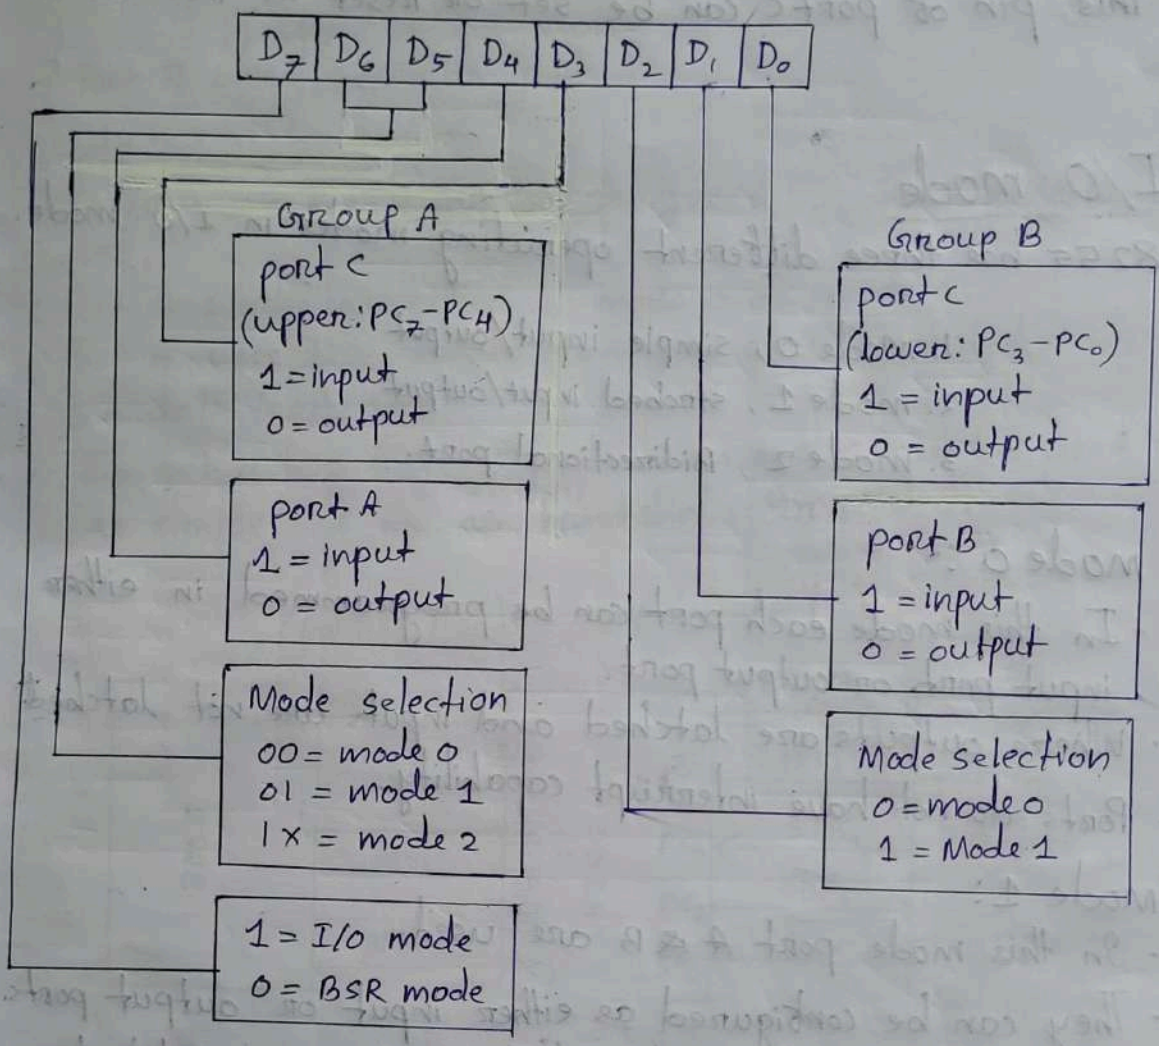 D7 D6 D5 D4 D3 D2 D1 D0
Group A
port C
(upper: PC7-PC4)
1=input
0=output
port A
1=input
0=output
Mode selection
00=mode 0
01=mode 1
1x=mode 2
1=I/O mode
0=BSR mode
Group B
port C
(lower: PC3-PC0)
1=input
0=output
port B
1=input
0=output
Mode selection
0=mode 0
1=Mode 1